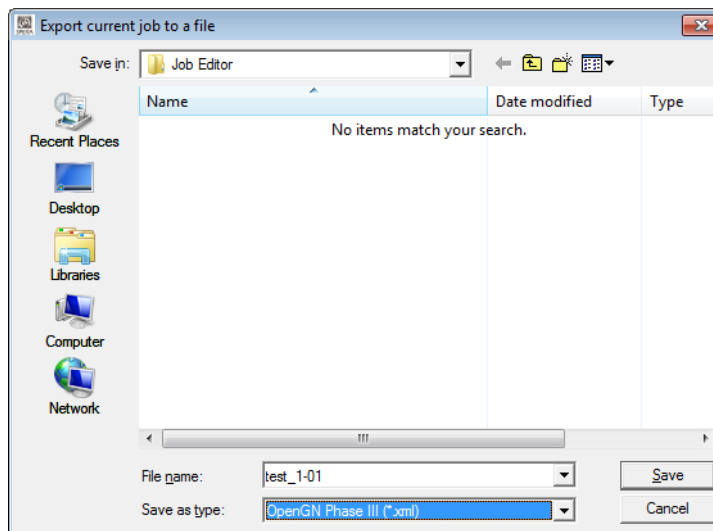 Export current job to a file
Save in: Job Editor
Name Date modified Type
No items match your search.
Recent Places
Desktop
Libraries
Computer
Network
File name: test_1-01 Save
Save as type: OpenGN Phase III (*.xml) Cancel